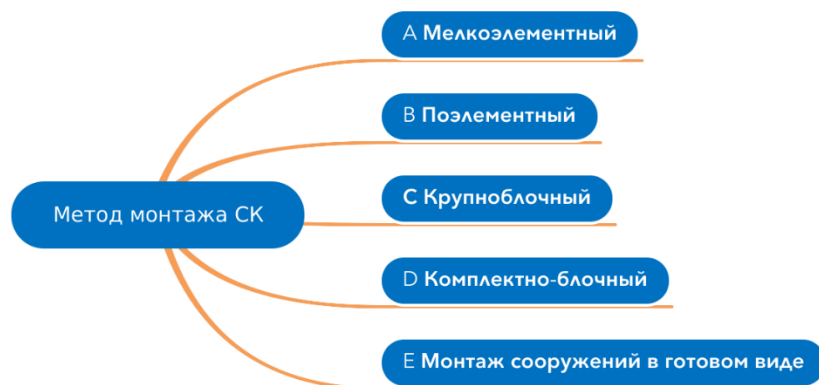 A Мелкоэлементный
B Поэлементный
C Крупноблочный
Метод монтажа СК
D Комплектно-блочный
E Монтаж сооружений в готовом виде